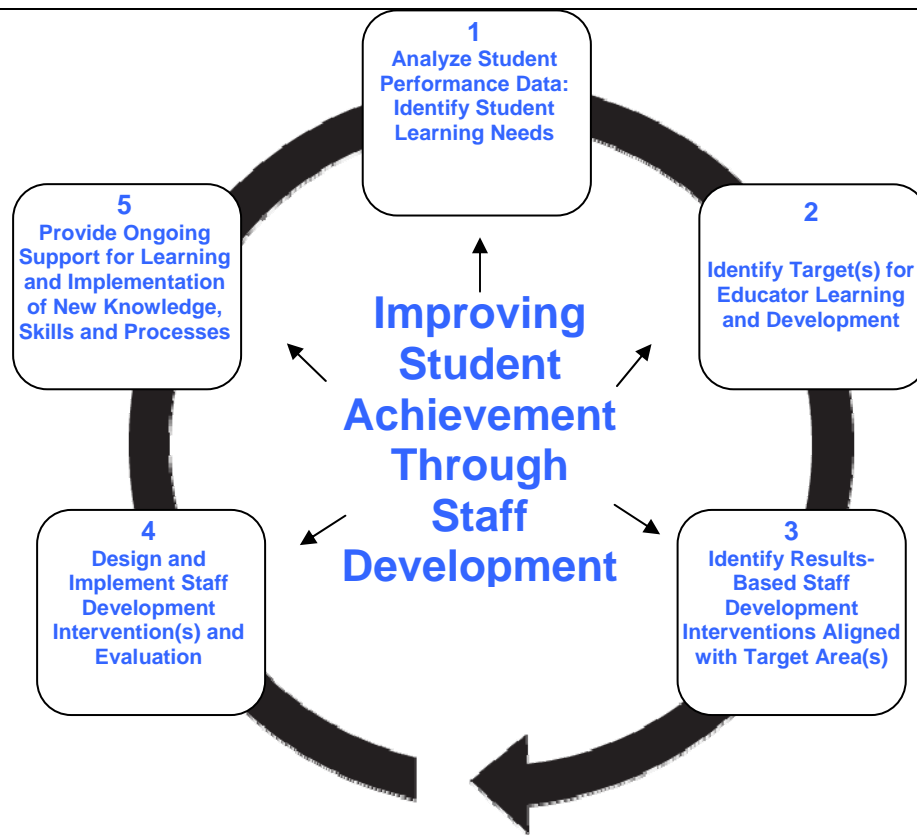 1
Analyze Student
Performance Data:
Identify Student
Learning Needs
2
Identify Target(s) for
Educator Learning
and Development
3
Identify Results-
Based Staff
Development
Interventions Aligned
with Target Area(s)
4
Design and
Implement Staff
Development
Intervention(s) and
Evaluation
5
Provide Ongoing
Support for Learning
and Implementation
of New Knowledge,
Skills and Processes
Improving
Student
Achievement
Through
Staff
Development